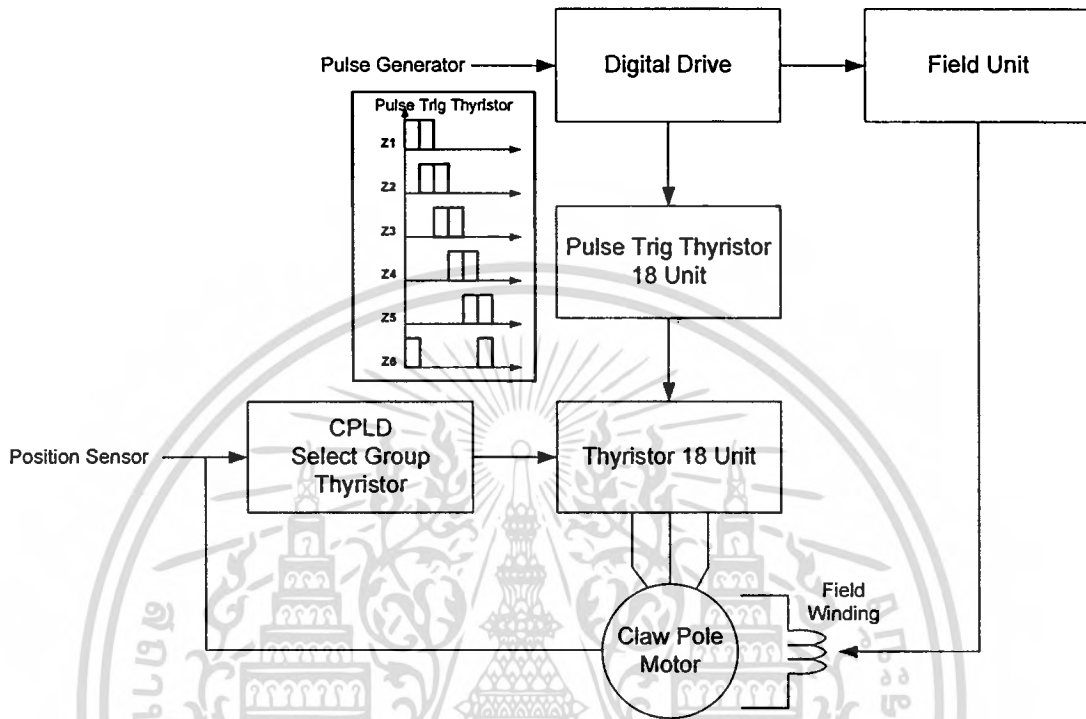 Pulse Generator
Digital Drive
Field Unit
Pulse Trig Thyristor
Z1
Z2
Z3
Z4
Z5
Z6
Pulse Trig Thyristor
18 Unit
Position Sensor
CPLD
Select Group
Thyristor
Thyristor 18 Unit
Field
Winding
Claw Pole
Motor